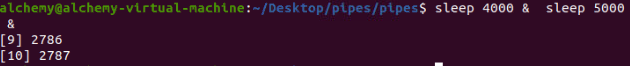 alchemy@alchemy-virtual-machine:~/Desktop/pipes/pipes$ sleep 4000 &  sleep 5000
 &
[9] 2786
[10] 2787